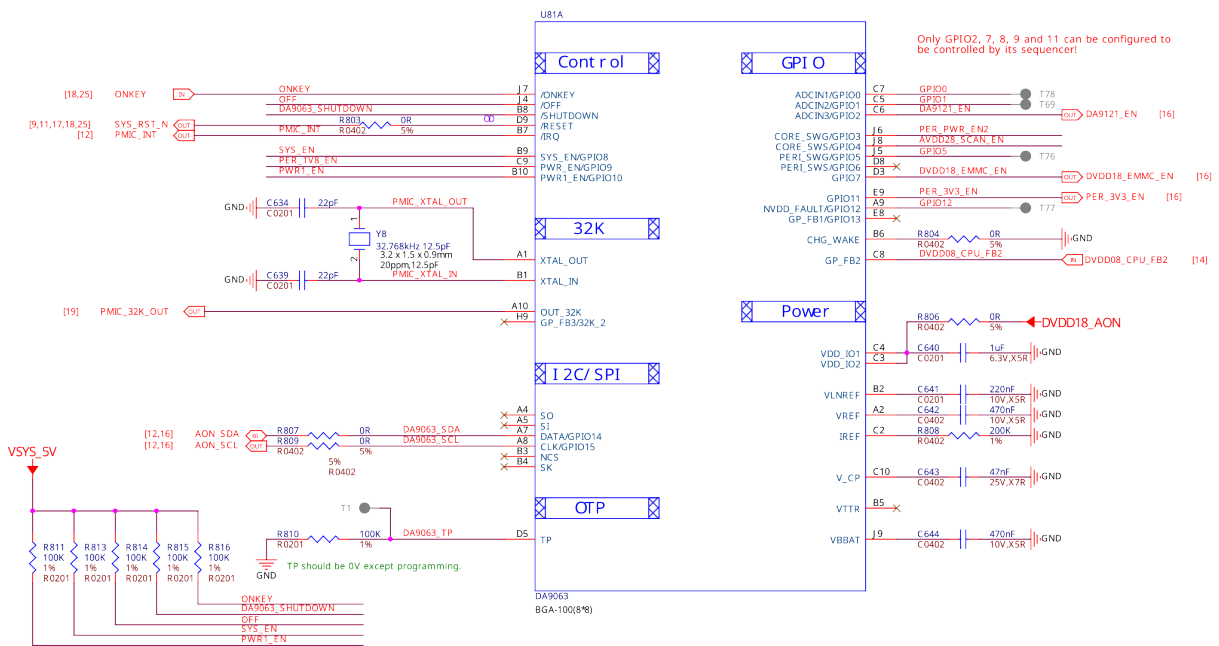 U81A
Only GPIO2, 7, 8, 9 and 11 can be configured to
be controlled by its sequencer!
Control
GPIO
[18,25] ONKEY IN ONKEY J7 /ONKEY
OFF J4 /OFF
DA9063_SHUTDOWN B8 /SHUTDOWN
[9,11,17,18,25] SYS_RST_N OUT R803 0R D9 /RESET
[12] PMIC_INT OUT PMIC_INT R0402 5% B7 /IRQ
SYS_EN B9 SYS_EN/GPIO8
PER_1V8_EN C9 PWR_EN/GPIO9
PWR1_EN B10 PWR1_EN/GPIO10
ADCIN1/GPIO0 C7 GPIO0 T78
ADCIN2/GPIO1 C5 GPIO1 T69
ADCIN3/GPIO2 C6 DA9121_EN OUT DA9121_EN [16]
CORE_SWG/GPIO3 J6 PER_PWR_EN2
CORE_SWS/GPIO4 J8 AVDD28_SCAN_EN
PERI_SWG/GPIO5 J5 GPIO5 T76
PERI_SWS/GPIO6 D8
GPIO7 D3 DVDD18_EMMC_EN OUT DVDD18_EMMC_EN [16]
GPIO11 E9 PER_3V3_EN OUT PER_3V3_EN [16]
NVDD_FAULT/GPIO12 A9 GPIO12 T77
GP_FB1/GPIO13 E8
CHG_WAKE B6 R804 0R GND
R0402 5%
GP_FB2 C8 DVDD08_CPU_FB2 IN DVDD08_CPU_FB2 [14]
GND C634 22pF PMIC_XTAL_OUT
C0201
32K
1
Y8
32.768kHz 12.5pF
3.2 x 1.5 x 0.9mm
20ppm,12.5pF
2
A1 XTAL_OUT
GND C639 22pF PMIC_XTAL_IN B1 XTAL_IN
C0201
[19] PMIC_32K_OUT OUT A10 OUT_32K
H9 GP_FB3/32K_2
Power
R806 0R DVDD18_AON
R0402 5%
VDD_IO1 C4 C640 1uF GND
VDD_IO2 C3 C0201 6.3V,X5R
VLNREF B2 C641 220nF GND
C0201 10V,X5R
VREF A2 C642 470nF GND
C0402 10V,X5R
IREF C2 R808 200K GND
R0402 1%
V_CP C10 C643 47nF GND
C0402 25V,X7R
VTTR B5
VBBAT J9 C644 470nF GND
C0402 10V,X5R
I2C/SPI
A4 SO
A5 SI
[12,16] AON_SDA BI R807 0R DA9063_SDA A7 DATA/GPIO14
R0402
[12,16] AON_SCL OUT R809 0R DA9063_SCL A8 CLK/GPIO15
R0402 5%
B3 NCS
5% B4 SK
R0402
VSYS_5V
OTP
T1
R810 100K DA9063_TP D5 TP
R0201 1%
GND
TP should be 0V except programming.
R811 R813 R814 R815 R816
100K 100K 100K 100K 100K
1% 1% 1% 1% 1%
R0201 R0201 R0201 R0201 R0201
ONKEY
DA9063_SHUTDOWN
OFF
SYS_EN
PWR1_EN
DA9063
BGA-100(8*8)